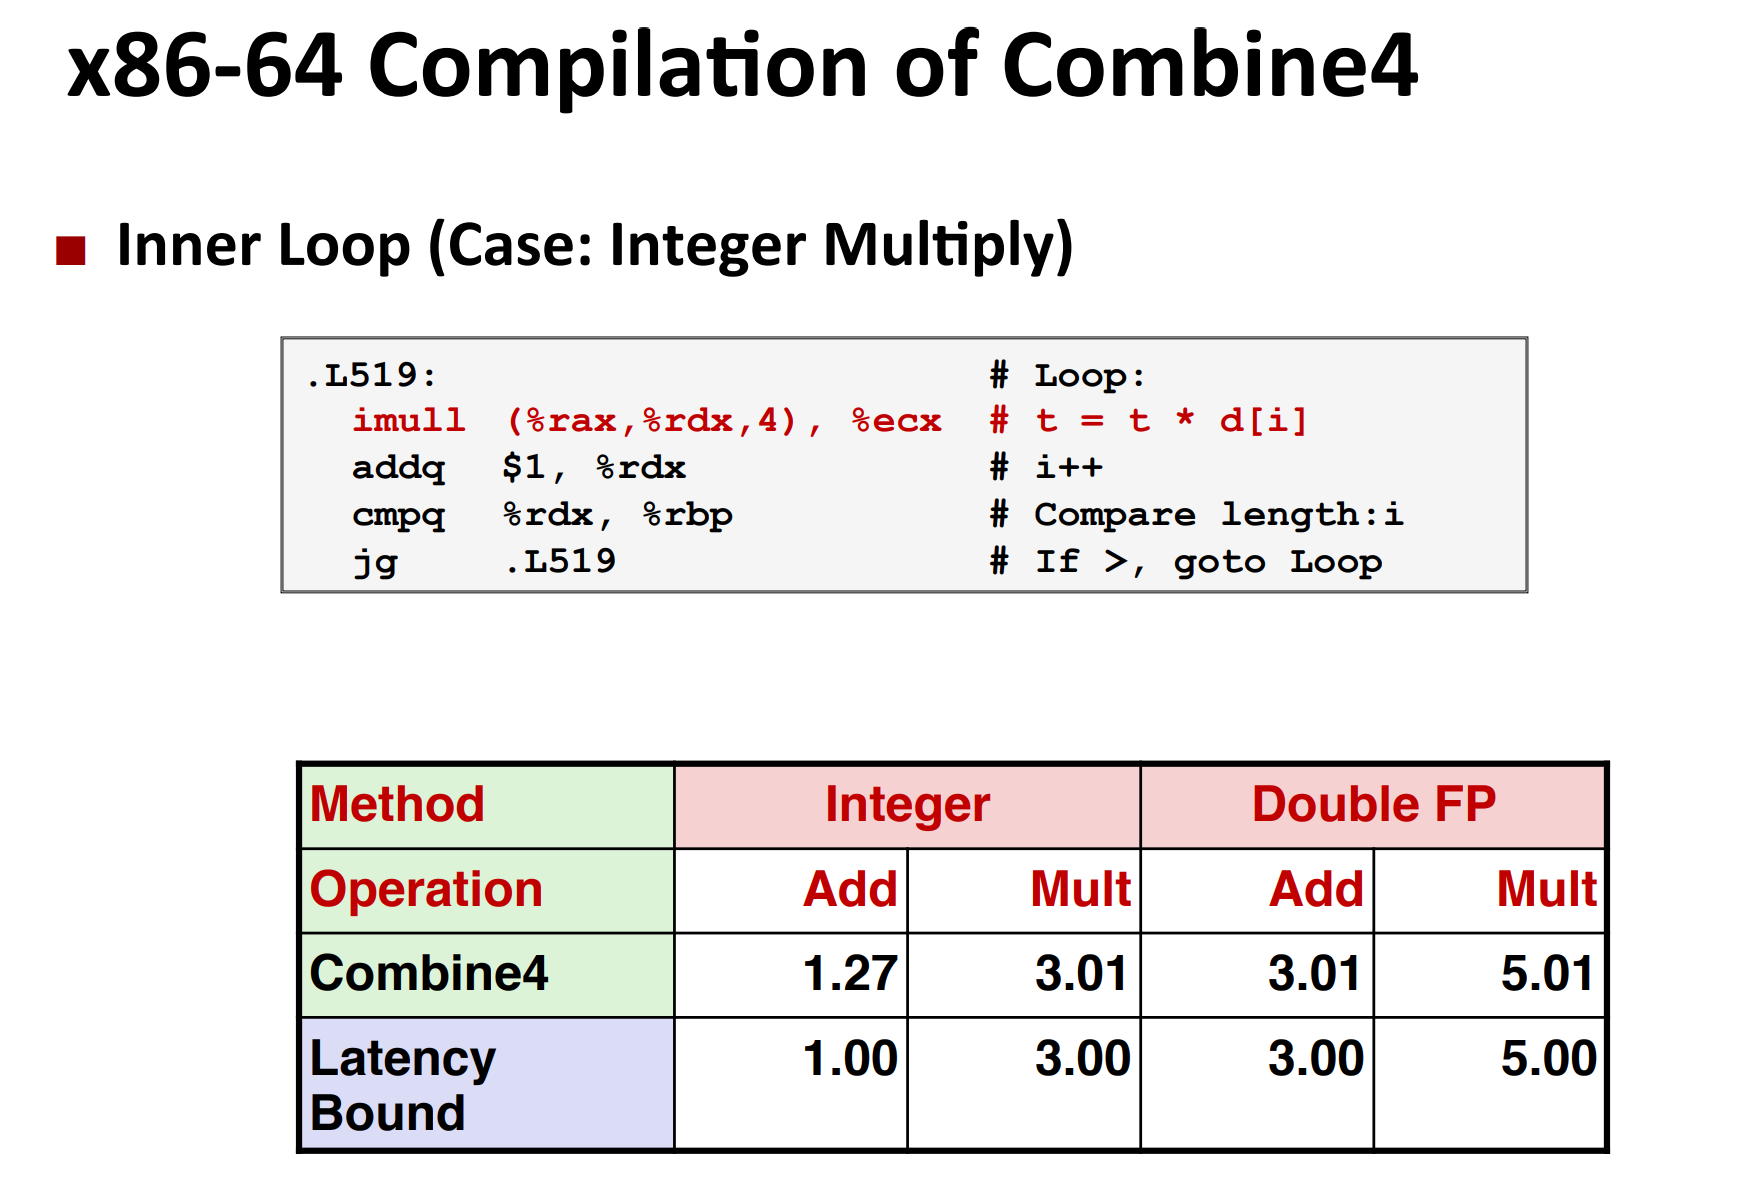 x86-64 Compilation of Combine4
Inner Loop (Case: Integer Multiply)
.L519: # Loop:
imull (%rax,%rdx,4), %ecx # t = t * d[i]
addq $1, %rdx # i++
cmpq %rdx, %rbp # Compare length:i
jg .L519 # If >, goto Loop
Method Integer Double FP
Operation Add Mult Add Mult
Combine4 1.27 3.01 3.01 5.01
Latency 1.00 3.00 3.00 5.00
Bound